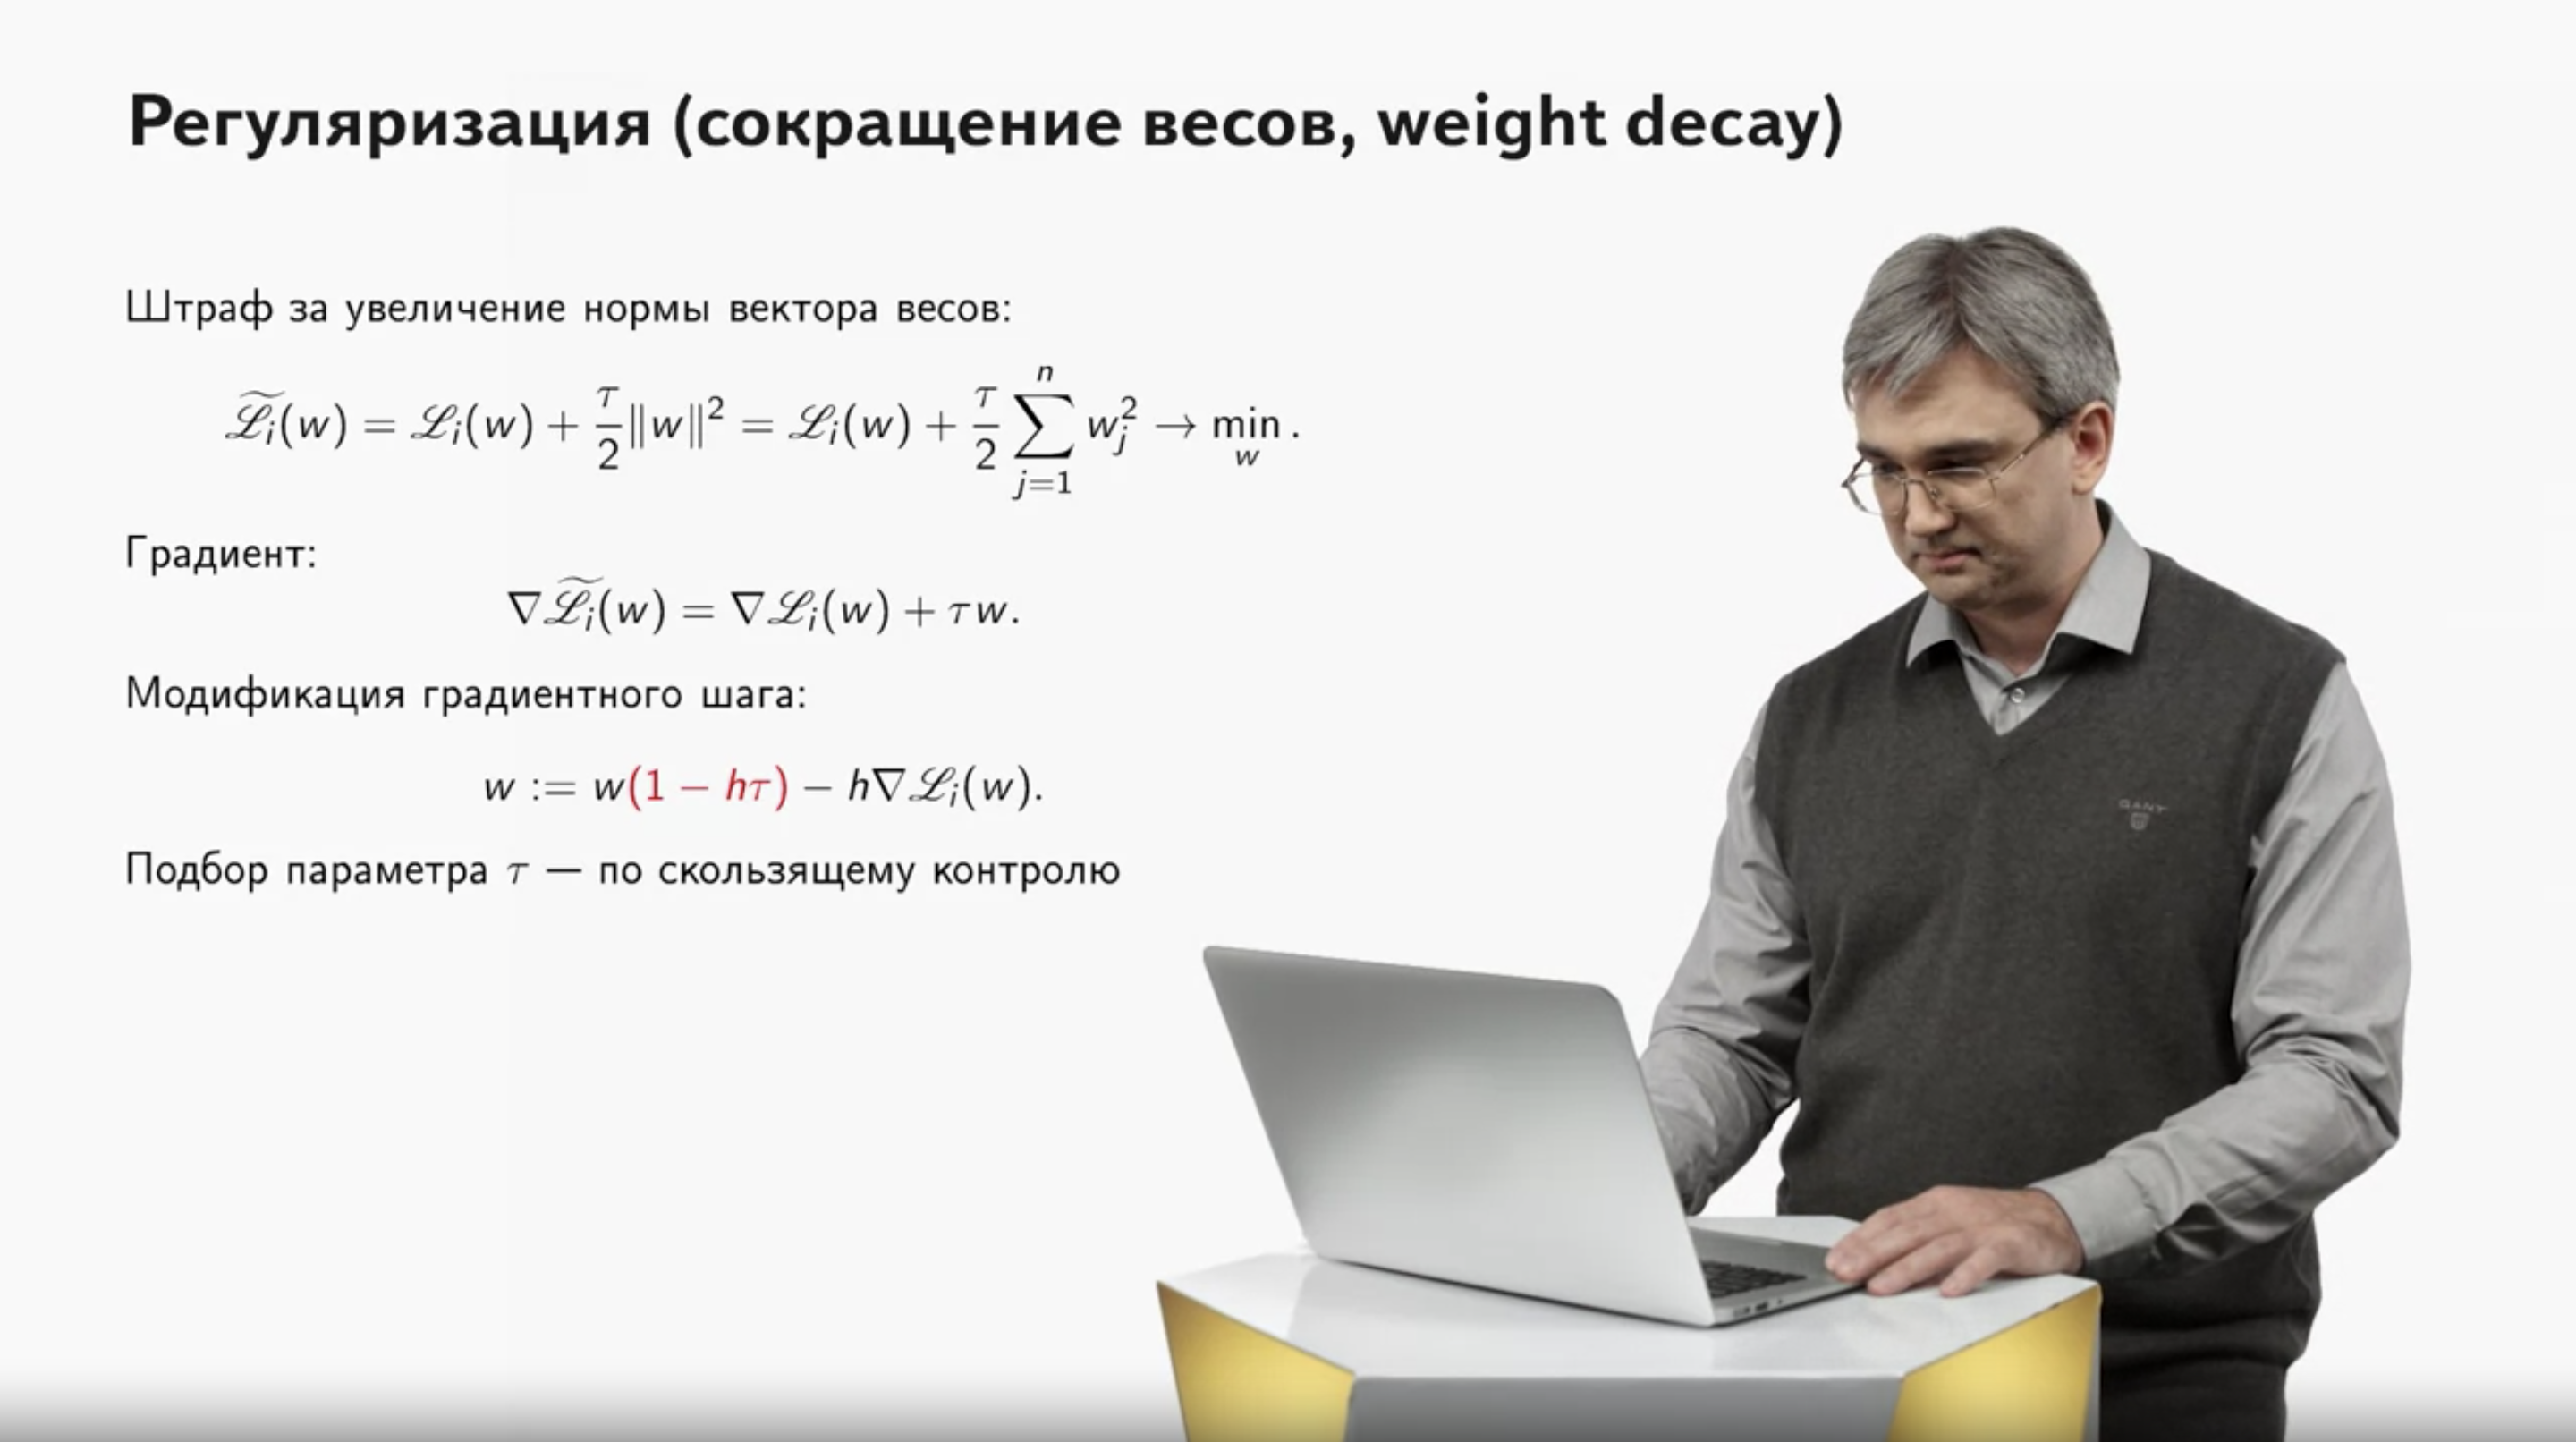 Регуляризация (сокращение весов, weight decay)
Штраф за увеличение нормы вектора весов:
$\widetilde{\mathscr{L}}_i(w) = \mathscr{L}_i(w) + \frac{\tau}{2}\|w\|^2 = \mathscr{L}_i(w) + \frac{\tau}{2}\sum_{j=1}^{n} w_j^2 \to \min_w.$
Градиент:
$\nabla\widetilde{\mathscr{L}}_i(w) = \nabla\mathscr{L}_i(w) + \tau w.$
Модификация градиентного шага:
$w := w(1 - h\tau) - h\nabla\mathscr{L}_i(w).$
Подбор параметра τ — по скользящему контролю
GANT